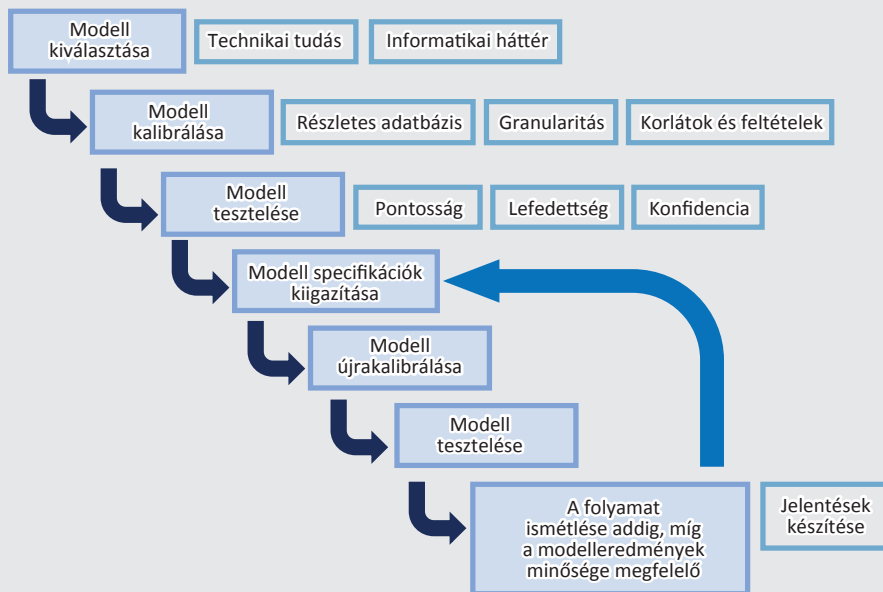 Modell
kiválasztása
Technikai tudás
Informatikai háttér
Modell
kalibrálása
Részletes adatbázis
Granularitás
Korlátok és feltételek
Modell
tesztelése
Pontosság
Lefedettség
Konfidencia
Modell specifikációk
kiigazítása
Modell
újrakalibrálása
Modell
tesztelése
A folyamat
ismétlése addig, míg
a modelleredmények
minősége megfelelő
Jelentések
készítése